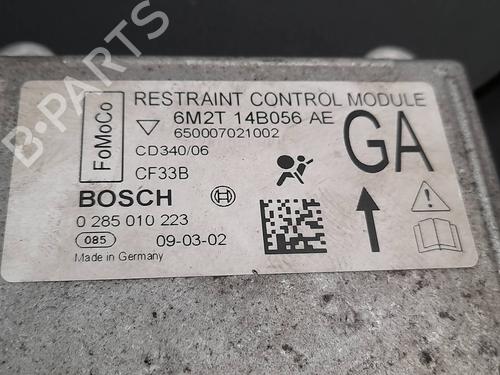 B-PARTS
RESTRAINT CONTROL MODULE
FoMoCo
6M2T 14B056 AE
650007021002
GA
CD340/06
CF33B
BOSCH
0 285 010 223
085 09-03-02
Made in Germany